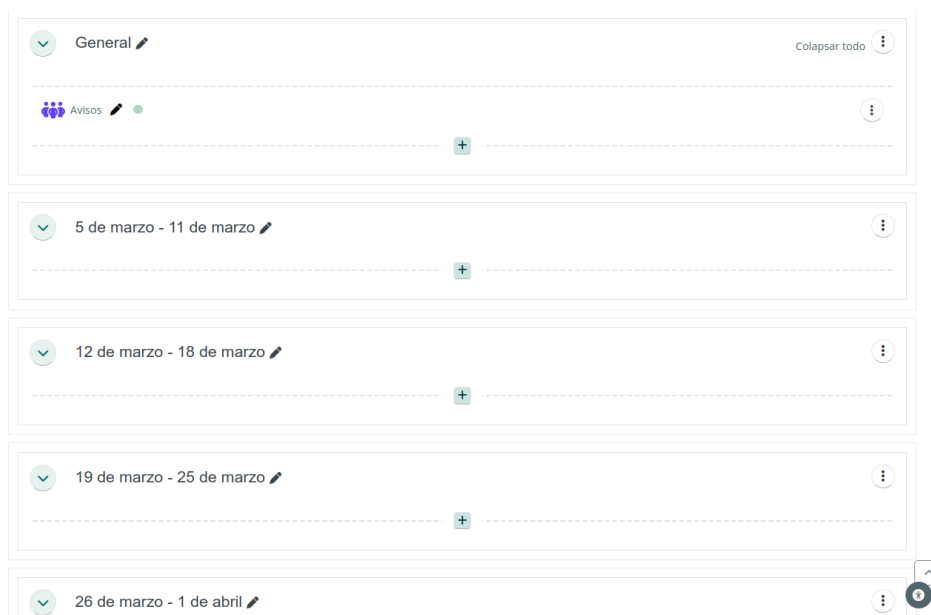 General
Colapsar todo
Avisos
5 de marzo - 11 de marzo
12 de marzo - 18 de marzo
19 de marzo - 25 de marzo
26 de marzo - 1 de abril